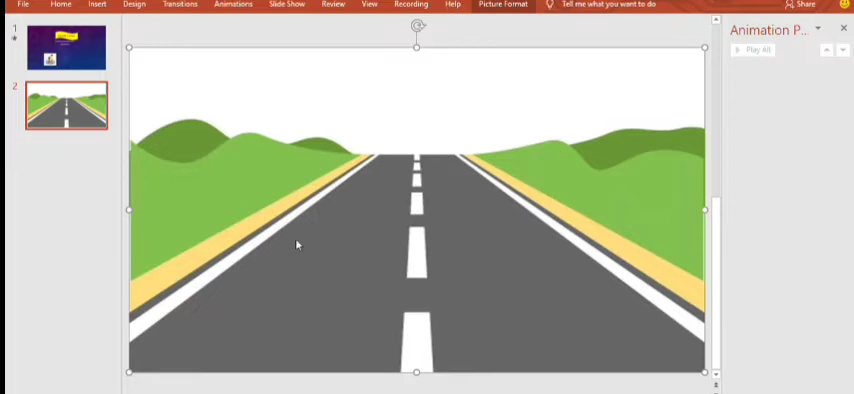 File Home Insert Design Transitions Animations Slide Show Review View Recording Help Picture Format Tell me what you want to do Share
1
2
Animation P...
Play All